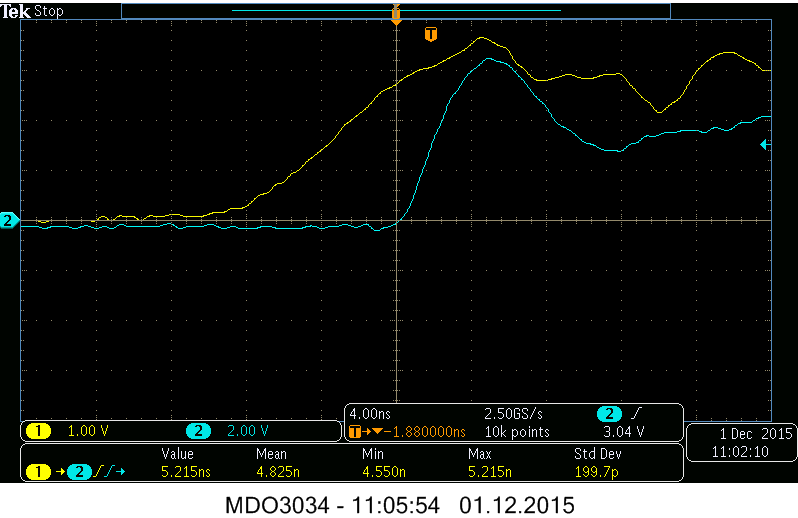 Tek Stop
T
2
4.00ns 2.50GS/s 2 3.04 V
T→▼−1.880000ns 10k points
1 1.00 V 2 2.00 V
1 Dec 2015
11:02:10
Value Mean Min Max Std Dev
1 → 2 5.215ns 4.825n 4.550n 5.215n 199.7p
MDO3034 - 11:05:54 01.12.2015